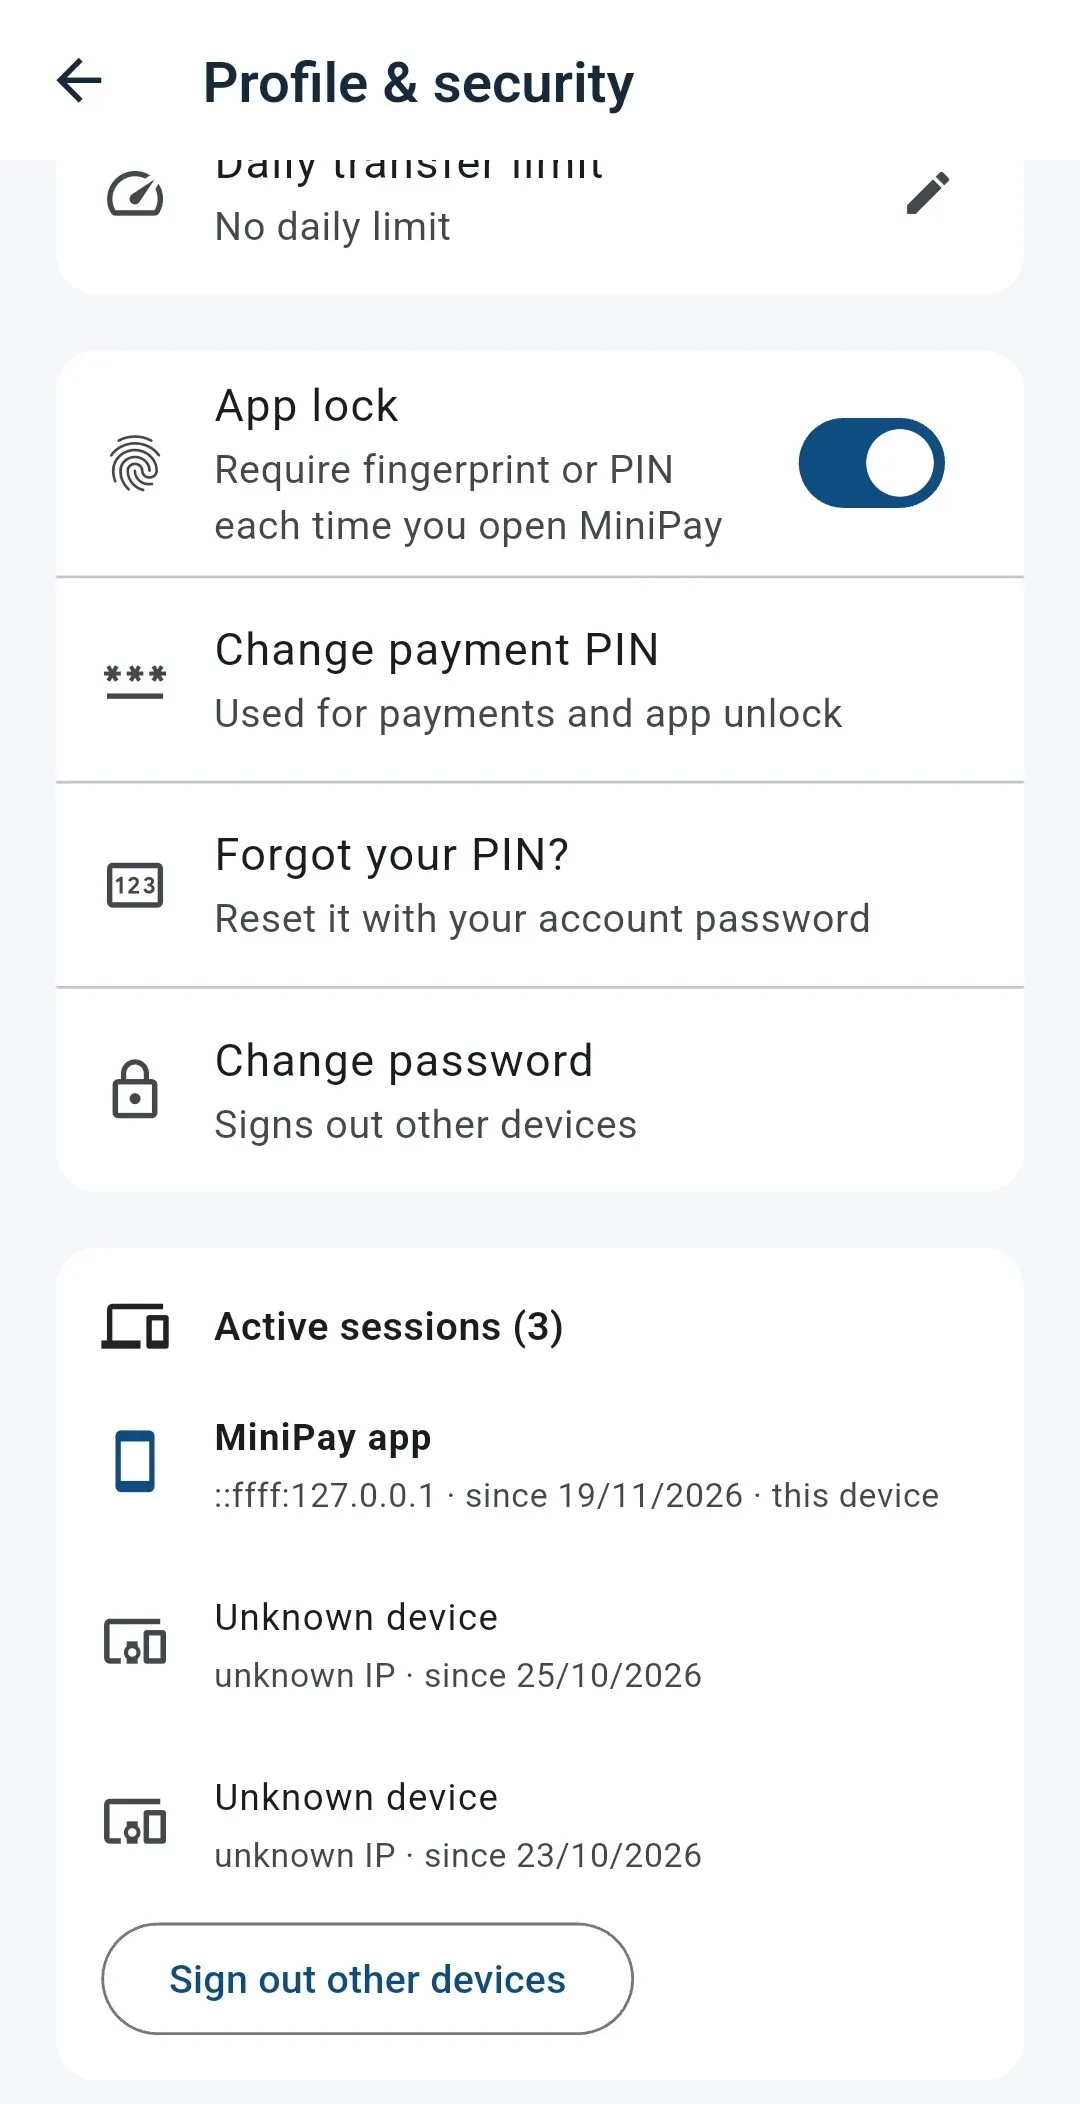 Profile & security
Daily transfer limit
No daily limit
App lock
Require fingerprint or PIN
each time you open MiniPay
***
Change payment PIN
Used for payments and app unlock
123
Forgot your PIN?
Reset it with your account password
Change password
Signs out other devices
Active sessions (3)
MiniPay app
::ffff:127.0.0.1 · since 19/11/2026 · this device
Unknown device
unknown IP · since 25/10/2026
Unknown device
unknown IP · since 23/10/2026
Sign out other devices